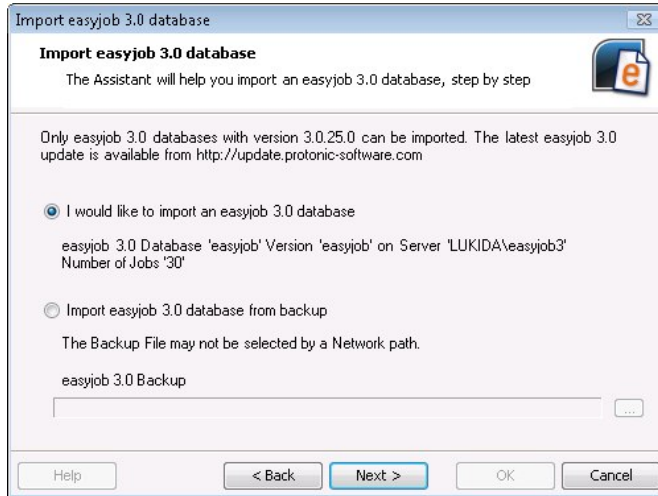 Import easyjob 3.0 database
Import easyjob 3.0 database
The Assistant will help you import an easyjob 3.0 database, step by step
e
Only easyjob 3.0 databases with version 3.0.25.0 can be imported. The latest easyjob 3.0
update is available from http://update.protonic-software.com
I would like to import an easyjob 3.0 database
easyjob 3.0 Database 'easyjob' Version 'easyjob' on Server 'LUKIDA\easyjob3'
Number of Jobs '30'
Import easyjob 3.0 database from backup
The Backup File may not be selected by a Network path.
easyjob 3.0 Backup
...
Help
< Back
Next >
OK
Cancel